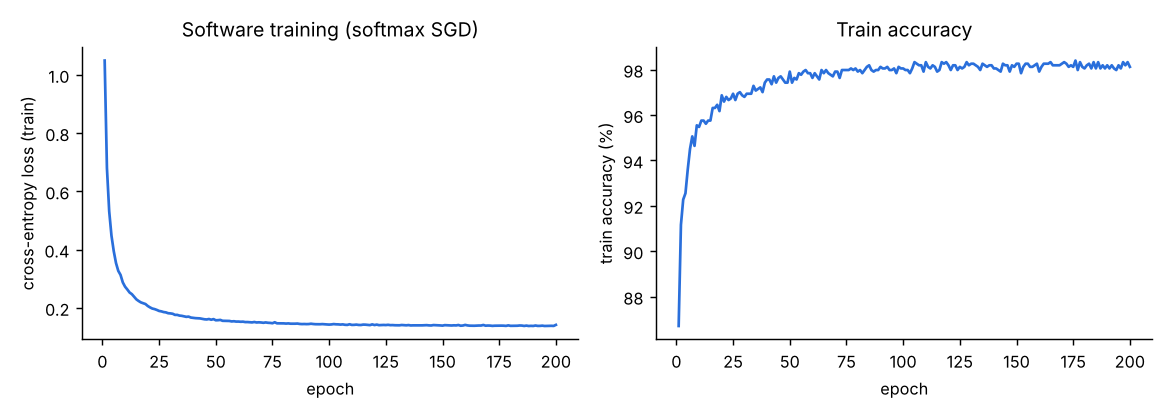 Software training (softmax SGD)
cross-entropy loss (train)
1.0
0.8
0.6
0.4
0.2
0 25 50 75 100 125 150 175 200
epoch
Train accuracy
train accuracy (%)
98
96
94
92
90
88
0 25 50 75 100 125 150 175 200
epoch